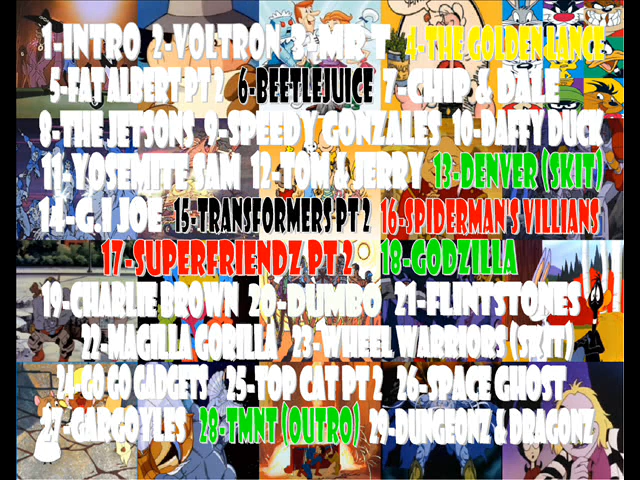 1-INTRO 2-VOLTRON 3-MR T 4-THE GOLDEN LANCE
5-FAT ALBERT PT 2 6-BEETLEJUICE 7-CHIP & DALE
8-THE JETSONS 9-SPEEDY GONZALES 10-DAFFY DUCK
11-YOSEMITE SAM 12-TOM & JERRY 13-DENVER (SKIT)
14-G.I JOE 15-TRANSFORMERS PT 2 16-SPIDERMAN'S VILLIANS
17-SUPERFRIENDZ PT 2 18-GODZILLA
19-CHARLIE BROWN 20-DUMBO 21-FLINTSTONES
22-MAGILLA GORILLA 23-WHEEL WARRIORS (SKIT)
24-GO GO GADGETS 25-TOP CAT PT 2 26-SPACE GHOST
27-GARGOYLES 28-TMNT (OUTRO) 29-DUNGEONZ & DRAGONZ